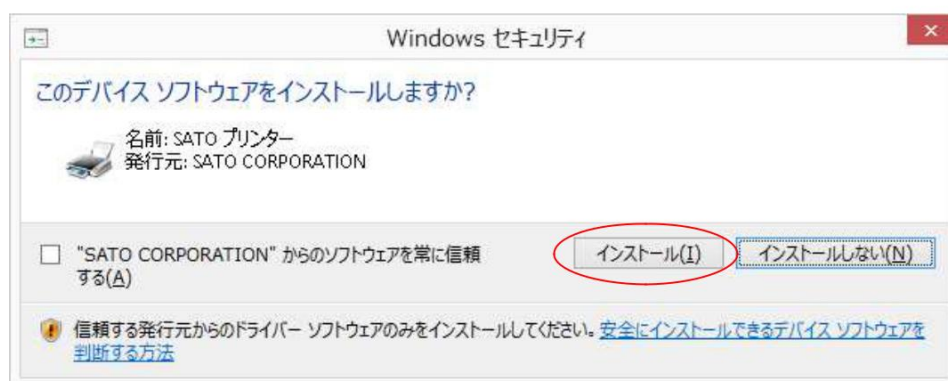 Windows セキュリティ
このデバイス ソフトウェアをインストールしますか?
名前: SATO プリンター
発行元: SATO CORPORATION
"SATO CORPORATION" からのソフトウェアを常に信頼
する(A)
インストール(I)
インストールしない(N)
信頼する発行元からのドライバー ソフトウェアのみをインストールしてください。安全にインストールできるデバイス ソフトウェアを
判断する方法